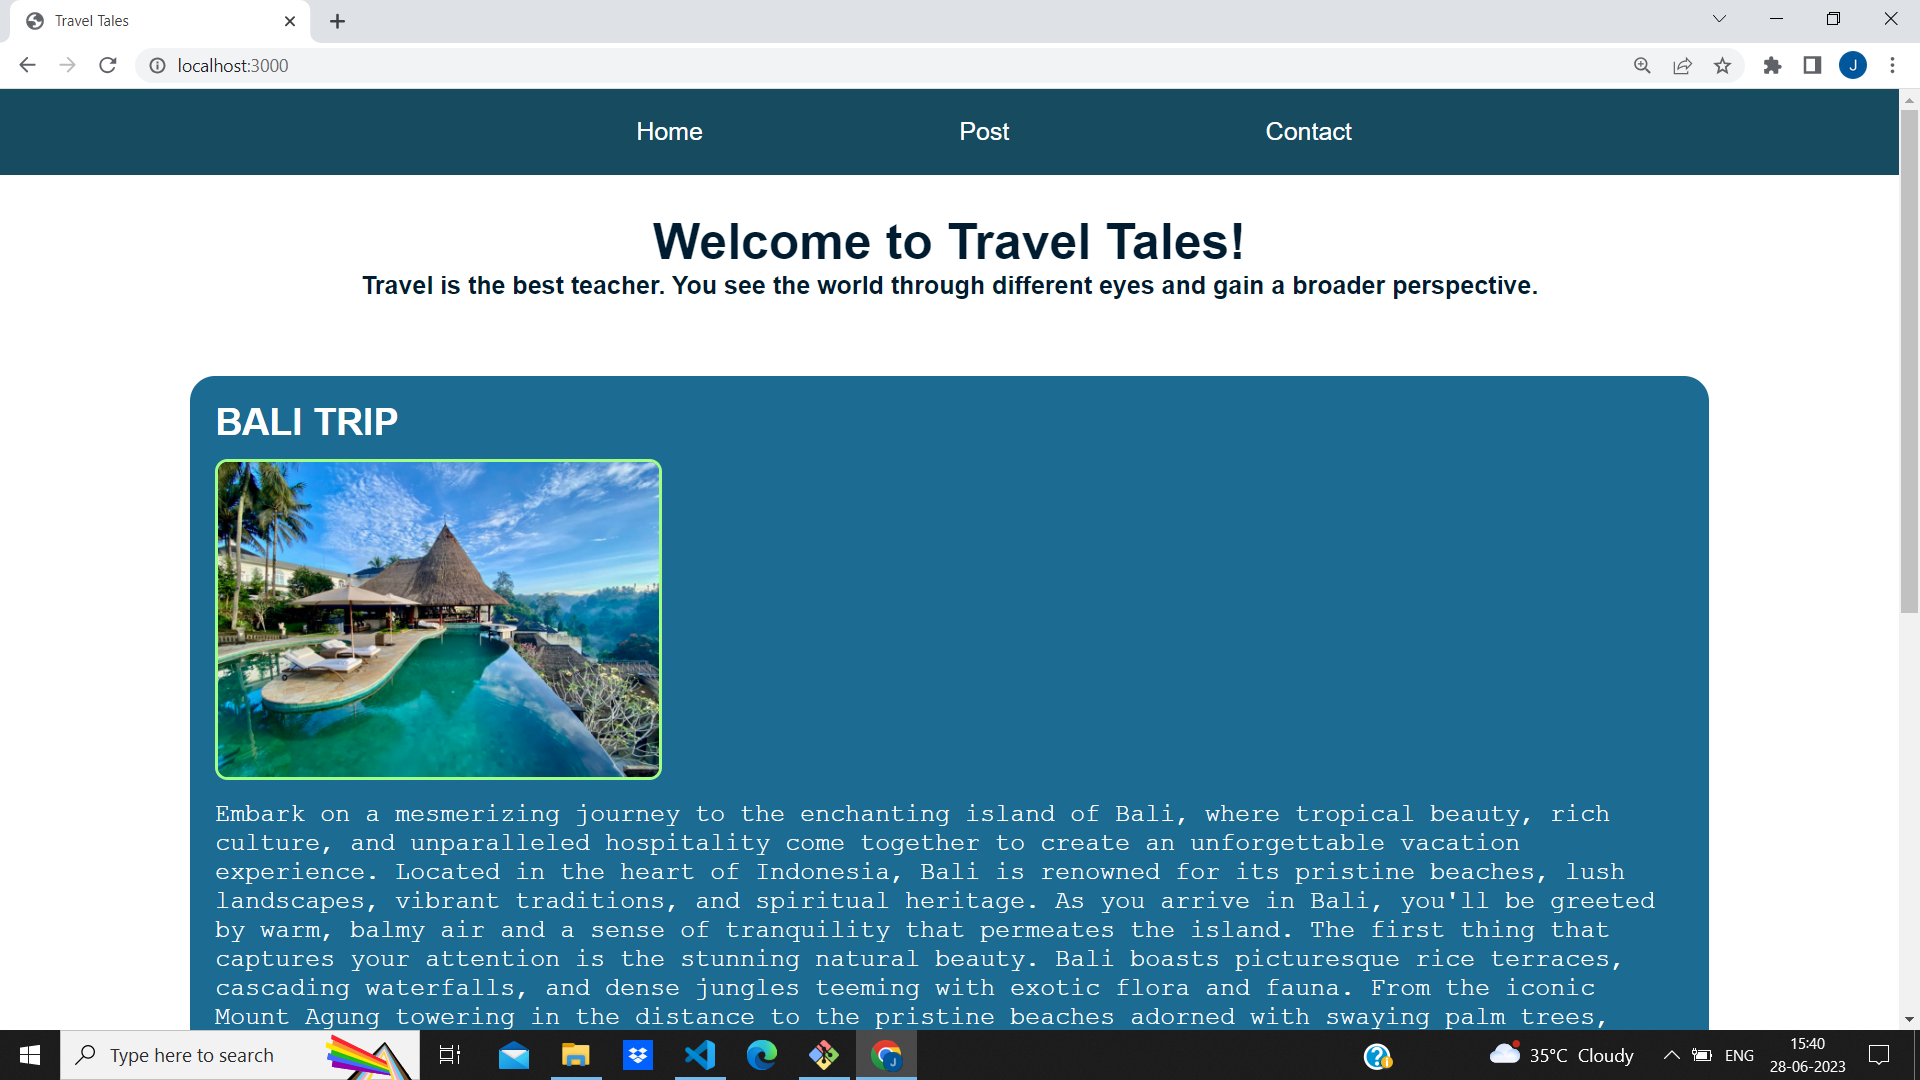 Travel Tales
localhost:3000
J
Home Post Contact
Welcome to Travel Tales!
Travel is the best teacher. You see the world through different eyes and gain a broader perspective.
BALI TRIP
Embark on a mesmerizing journey to the enchanting island of Bali, where tropical beauty, rich
culture, and unparalleled hospitality come together to create an unforgettable vacation
experience. Located in the heart of Indonesia, Bali is renowned for its pristine beaches, lush
landscapes, vibrant traditions, and spiritual heritage. As you arrive in Bali, you'll be greeted
by warm, balmy air and a sense of tranquility that permeates the island. The first thing that
captures your attention is the stunning natural beauty. Bali boasts picturesque rice terraces,
cascading waterfalls, and dense jungles teeming with exotic flora and fauna. From the iconic
Mount Agung towering in the distance to the pristine beaches adorned with swaying palm trees,
Type here to search
J
35°C Cloudy
ENG
15:40
28-06-2023